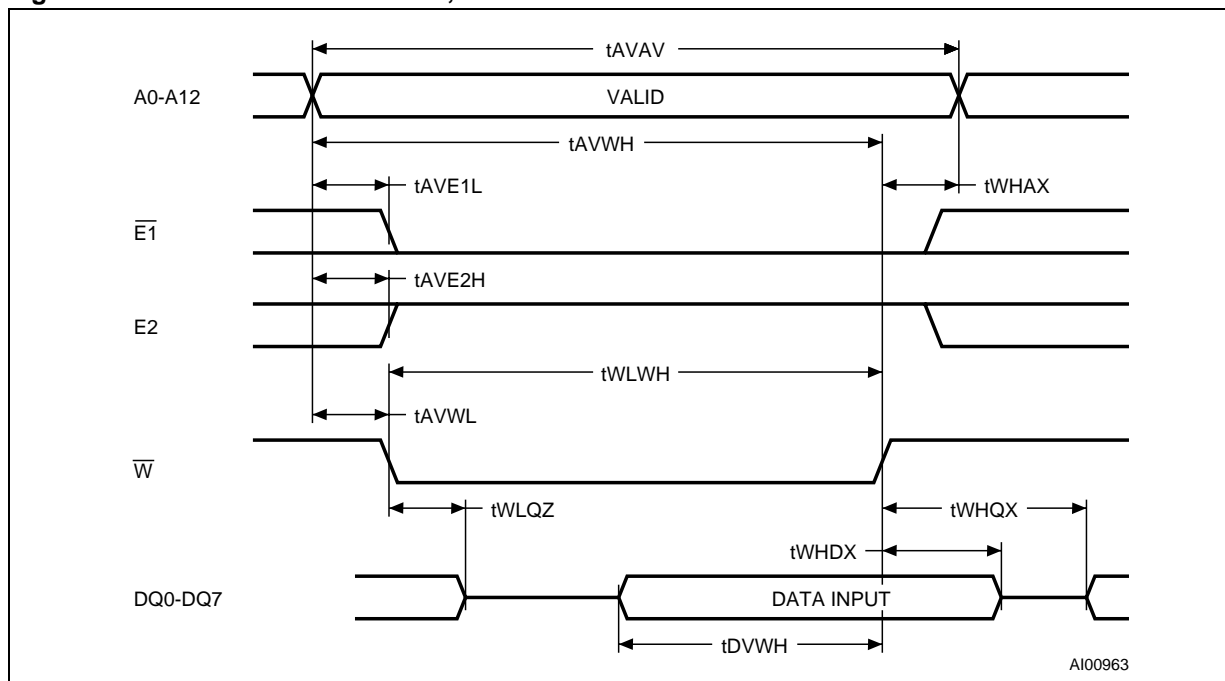 tAVAV
A0-A12
VALID
tAVWH
tAVE1L
tWHAX
E1
tAVE2H
E2
tWLWH
tAVWL
W
tWLQZ
tWHQX
tWHDX
DQ0-DQ7
DATA INPUT
tDVWH
AI00963